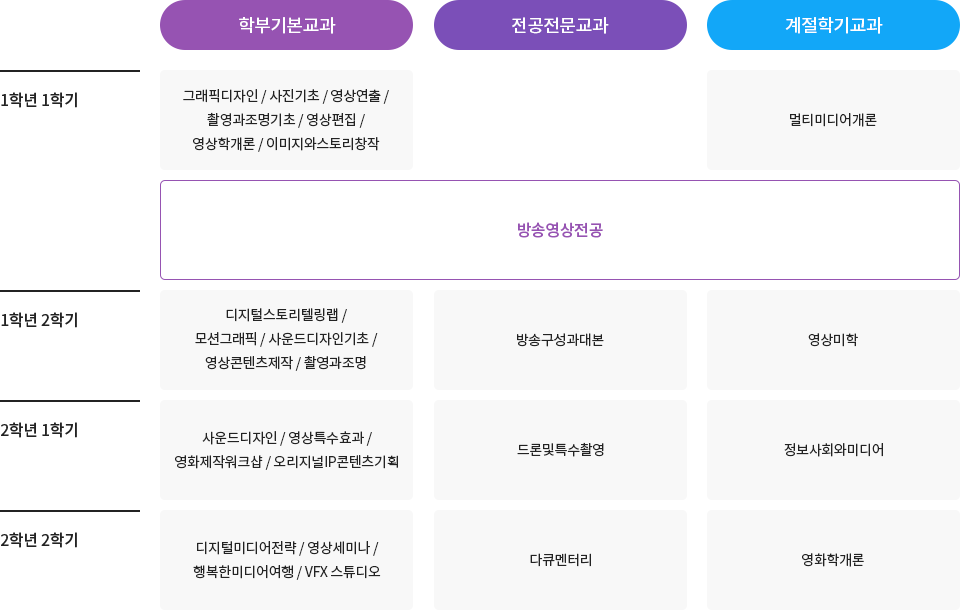 학부기본교과
전공전문교과
계절학기교과
1학년 1학기
그래픽디자인 / 사진기초 / 영상연출 /
촬영과조명기초 / 영상편집 /
영상학개론 / 이미지와스토리창작
멀티미디어개론
방송영상전공
1학년 2학기
디지털스토리텔링랩 /
모션그래픽 / 사운드디자인기초 /
영상콘텐츠제작 / 촬영과조명
방송구성과대본
영상미학
2학년 1학기
사운드디자인 / 영상특수효과 /
영화제작워크샵 / 오리지널IP콘텐츠기획
드론및특수촬영
정보사회와미디어
2학년 2학기
디지털미디어전략 / 영상세미나 /
행복한미디어여행 / VFX 스튜디오
다큐멘터리
영화학개론